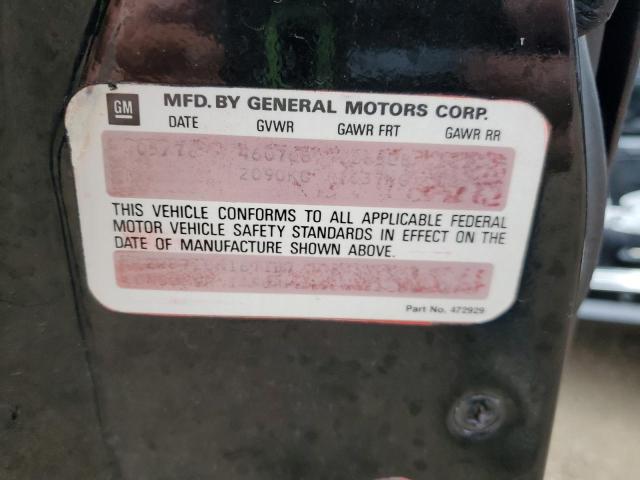 GM MFD. BY GENERAL MOTORS CORP.
DATE GVWR GAWR FRT GAWR RR
2090KG
THIS VEHICLE CONFORMS TO ALL APPLICABLE FEDERAL
MOTOR VEHICLE SAFETY STANDARDS IN EFFECT ON THE
DATE OF MANUFACTURE SHOWN ABOVE.
Part No. 472929